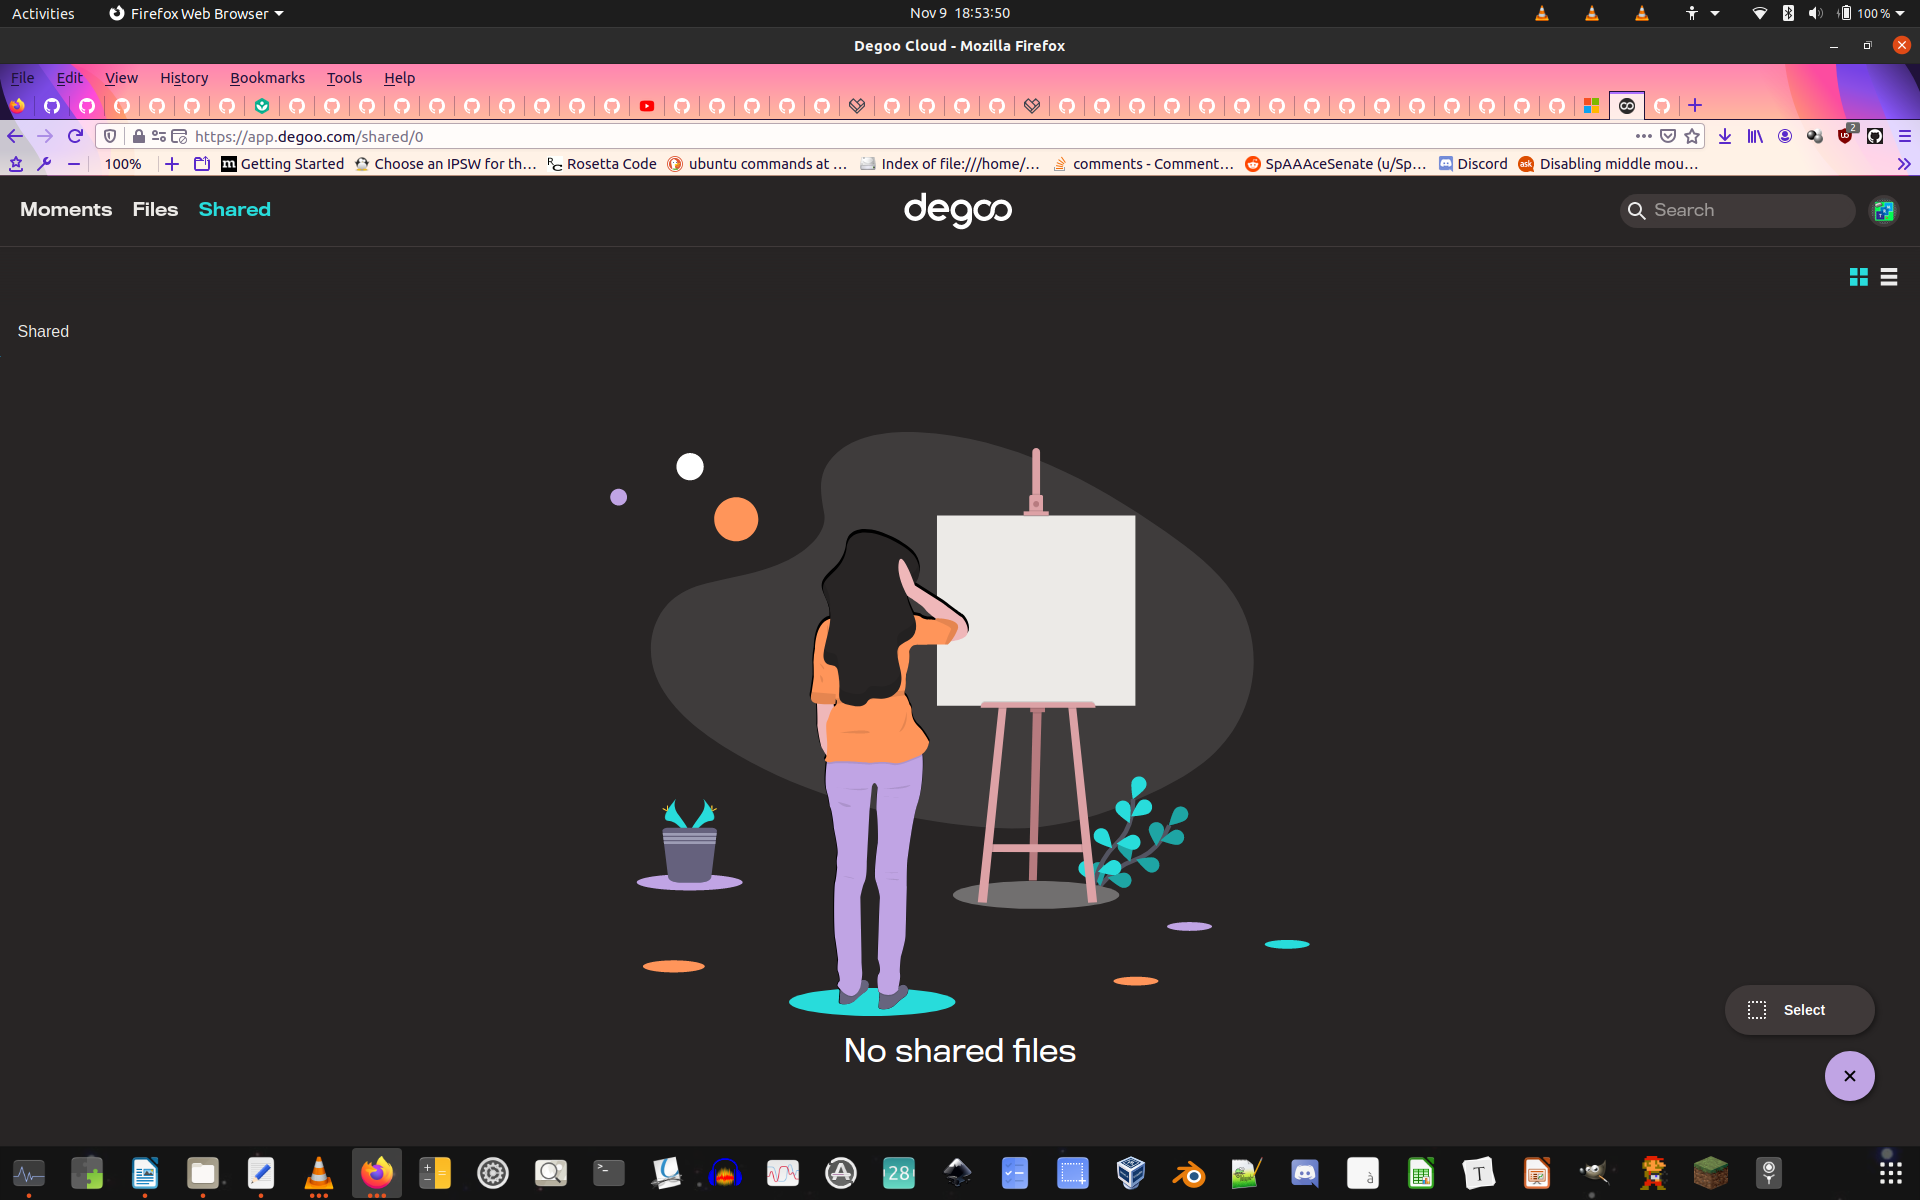 Activities Firefox Web Browser Nov 9 18:53:50 100 %
Degoo Cloud - Mozilla Firefox
File Edit View History Bookmarks Tools Help
https://app.degoo.com/shared/0 2
100% Getting Started Choose an IPSW for th… Rosetta Code ubuntu commands at … Index of file:///home/… comments - Comment… SpAAAceSenate (u/Sp… Discord Disabling middle mou…
Moments Files Shared degoo Search
Shared
No shared files
Select
28